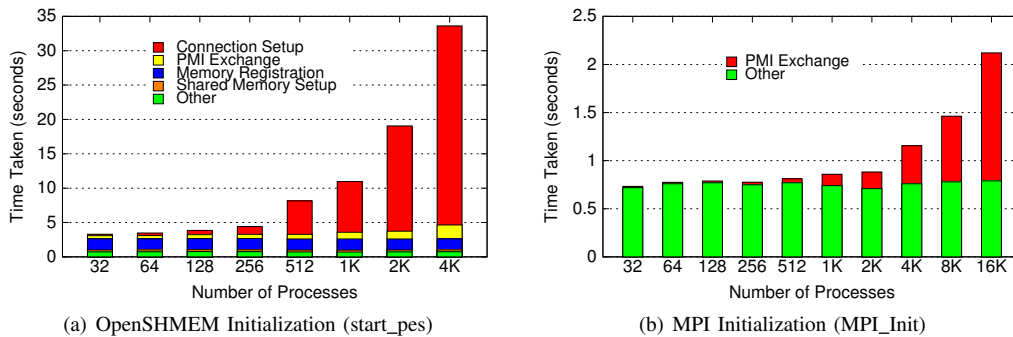 35
30
25
20
15
10
5
0
Time Taken (seconds)
Connection Setup
PMI Exchange
Memory Registration
Shared Memory Setup
Other
32 64 128 256 512 1K 2K 4K
Number of Processes
(a) OpenSHMEM Initialization (start_pes)
2.5
2
1.5
1
0.5
0
Time Taken (seconds)
PMI Exchange
Other
32 64 128 256 512 1K 2K 4K 8K 16K
Number of Processes
(b) MPI Initialization (MPI_Init)